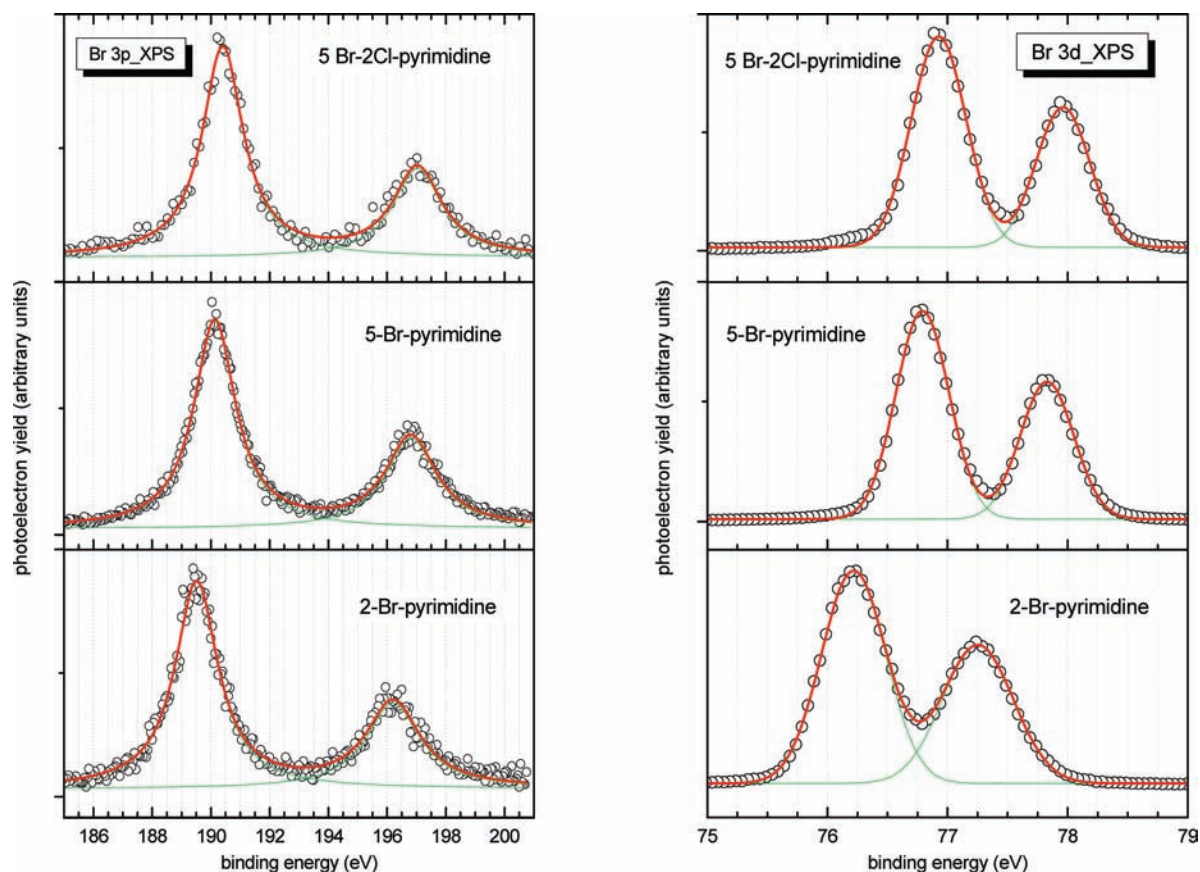 Br 3p_XPS
5 Br-2Cl-pyrimidine
5-Br-pyrimidine
2-Br-pyrimidine
photoelectron yield (arbitrary units)
186 188 190 192 194 196 198 200
binding energy (eV)
Br 3d_XPS
5 Br-2Cl-pyrimidine
5-Br-pyrimidine
2-Br-pyrimidine
photoelectron yield (arbitrary units)
75 76 77 78 79
binding energy (eV)